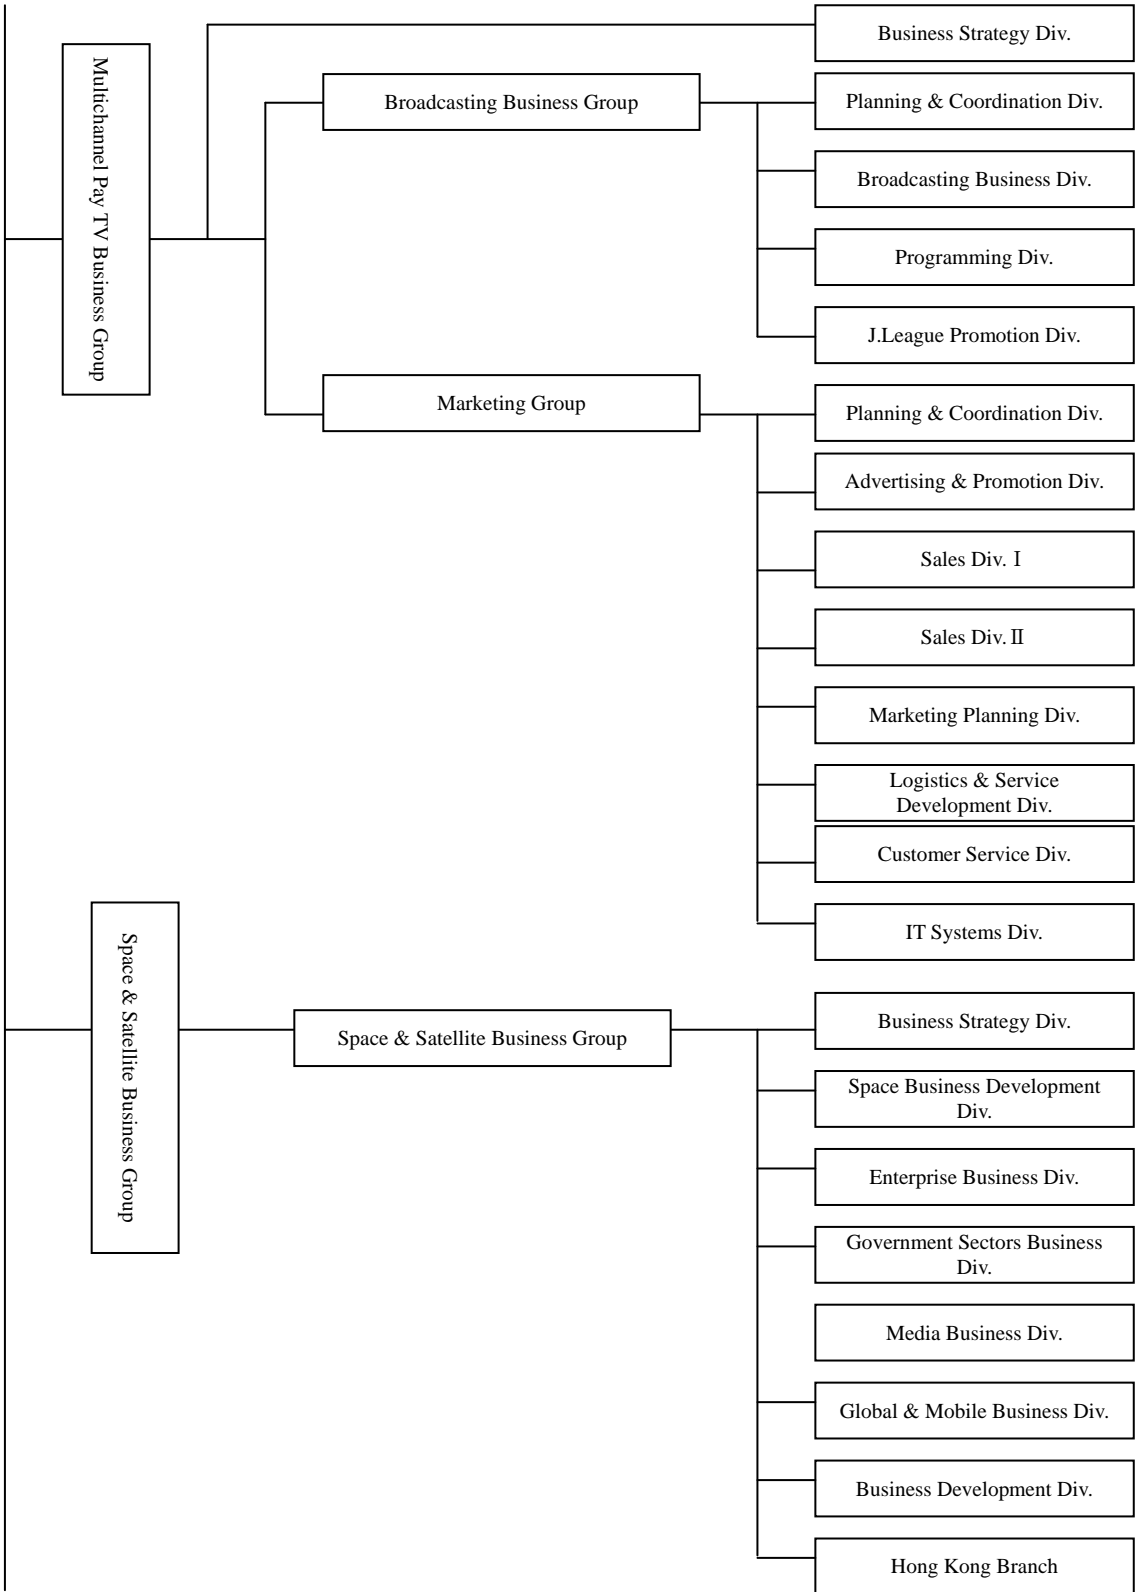 Multichannel Pay TV Business Group
Business Strategy Div.
Broadcasting Business Group
Planning & Coordination Div.
Broadcasting Business Div.
Programming Div.
J.League Promotion Div.
Marketing Group
Planning & Coordination Div.
Advertising & Promotion Div.
Sales Div. Ⅰ
Sales Div. Ⅱ
Marketing Planning Div.
Logistics & Service
Development Div.
Customer Service Div.
IT Systems Div.
Space & Satellite Business Group
Space & Satellite Business Group
Business Strategy Div.
Space Business Development
Div.
Enterprise Business Div.
Government Sectors Business
Div.
Media Business Div.
Global & Mobile Business Div.
Business Development Div.
Hong Kong Branch